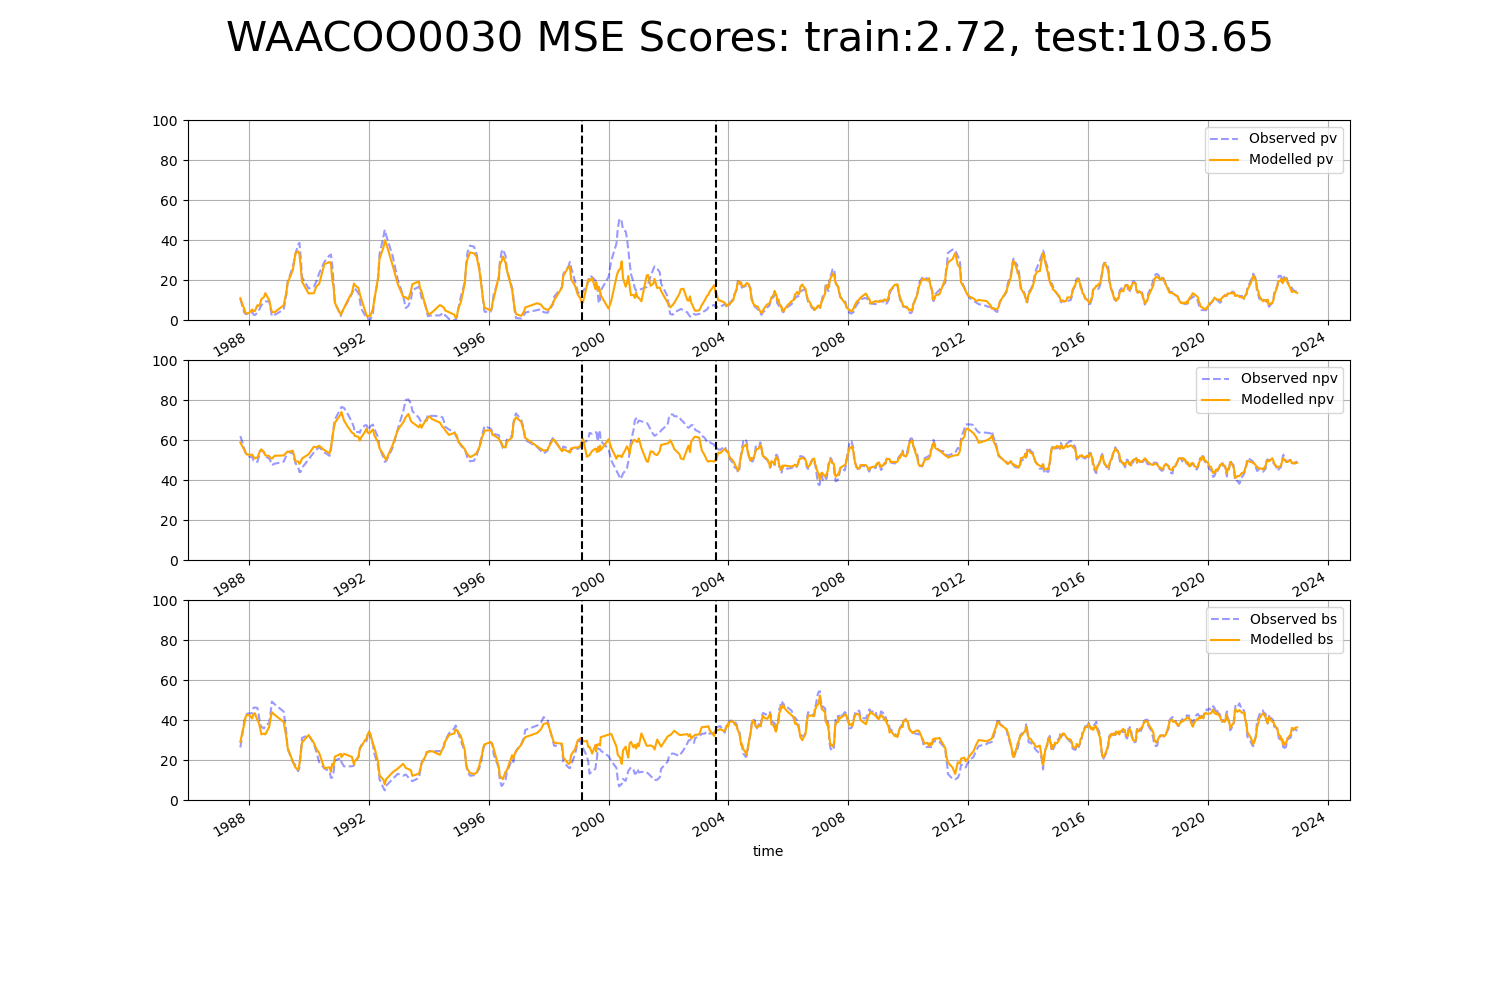 WAACOO0030 MSE Scores: train:2.72, test:103.65
100
80
60
40
20
0
Observed pv
Modelled pv
1988 1992 1996 2000 2004 2008 2012 2016 2020 2024
100
80
60
40
20
0
Observed npv
Modelled npv
1988 1992 1996 2000 2004 2008 2012 2016 2020 2024
100
80
60
40
20
0
Observed bs
Modelled bs
1988 1992 1996 2000 2004 2008 2012 2016 2020 2024
time